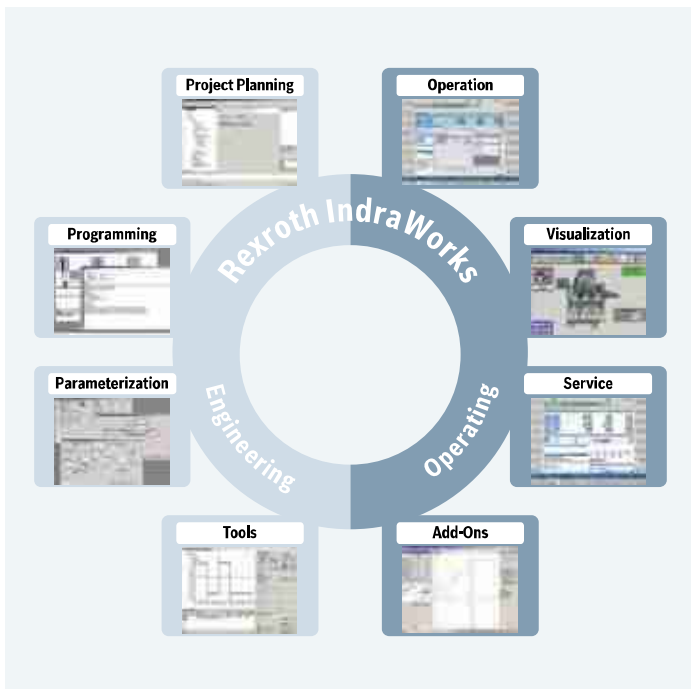 Project Planning
Operation
Rexroth IndraWorks
Programming
Visualization
Parameterization
Service
Engineering
Operating
Tools
Add-Ons